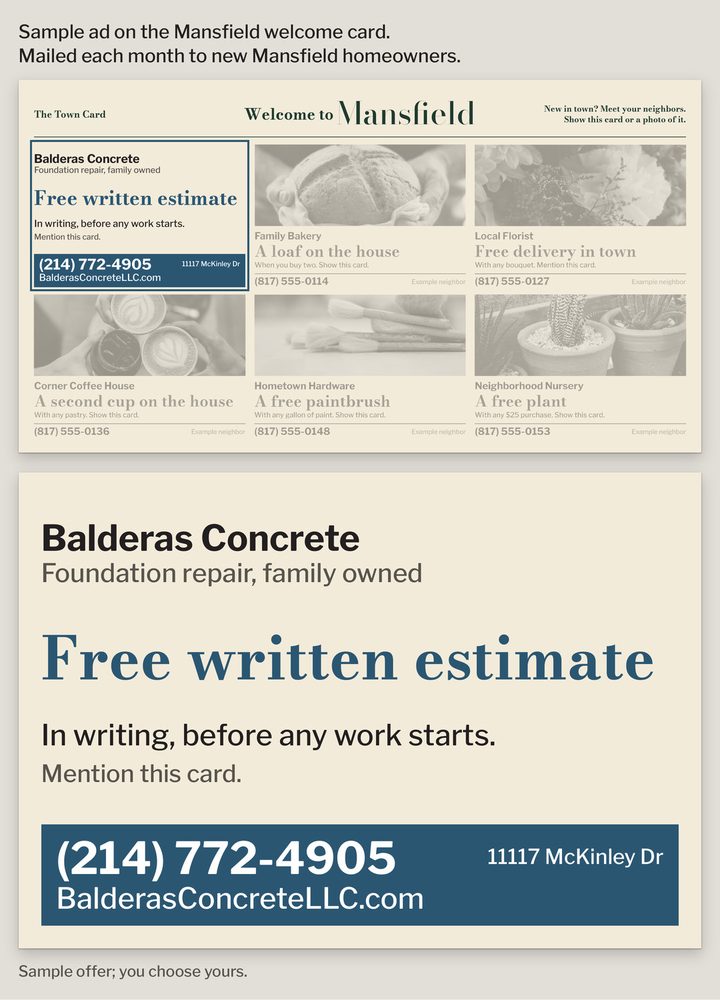 Sample ad on the Mansfield welcome card.
Mailed each month to new Mansfield homeowners.
The Town Card
Welcome to Mansfield
New in town? Meet your neighbors.
Show this card or a photo of it.
Balderas Concrete
Foundation repair, family owned
Free written estimate
In writing, before any work starts.
Mention this card.
(214) 772-4905
11117 McKinley Dr
BalderasConcreteLLC.com
Family Bakery
A loaf on the house
When you buy two. Show this card.
(817) 555-0114
Example neighbor
Local Florist
Free delivery in town
With any bouquet. Mention this card.
(817) 555-0127
Example neighbor
Corner Coffee House
A second cup on the house
With any pastry. Show this card.
(817) 555-0136
Example neighbor
Hometown Hardware
A free paintbrush
With any gallon of paint. Show this card.
(817) 555-0148
Example neighbor
Neighborhood Nursery
A free plant
With any $25 purchase. Show this card.
(817) 555-0153
Example neighbor
Balderas Concrete
Foundation repair, family owned
Free written estimate
In writing, before any work starts.
Mention this card.
(214) 772-4905
11117 McKinley Dr
BalderasConcreteLLC.com
Sample offer; you choose yours.